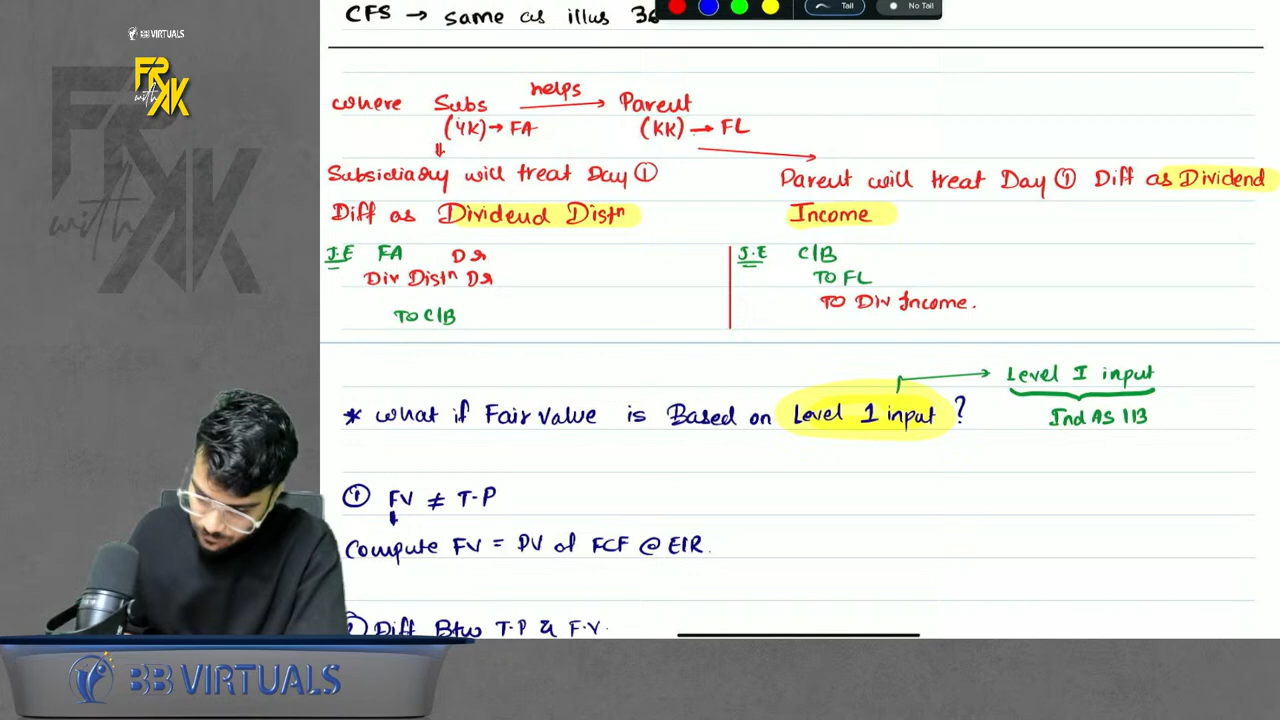 CFS → same as illus 36
Tail
No Tail
BB VIRTUALS
FR
with
AK
FR
with
AK
where Subs helps → Parent
(YK) → FA (KK) → FL
Subsidiary will treat Day ① Parent will treat Day ① Diff as Dividend
Diff as Dividend Distn Income
J.E FA Dr J.E C/B
Div Distn Dr TO FL
TO C/B TO Div Income.
→ Level I input
* What if Fair value is Based on Level 1 input ? Ind AS 113
① FV ≠ T.P
Compute FV = PV of FCF @ EIR.
② Diff Btw T.P & F.V.
BB VIRTUALS